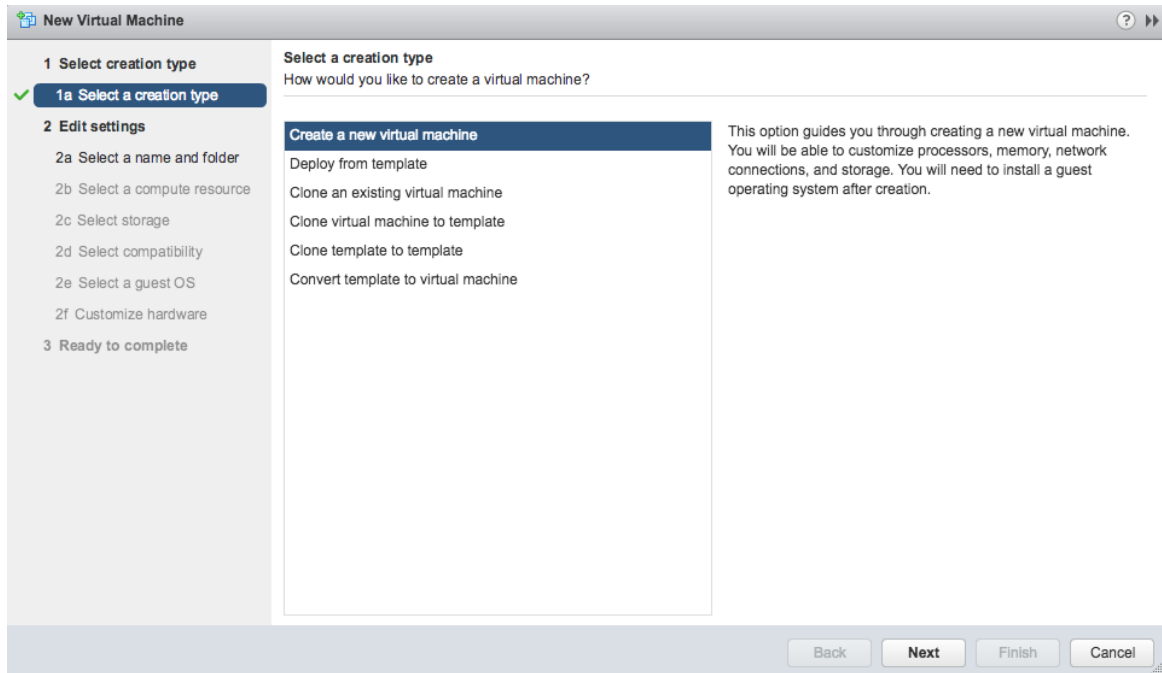 New Virtual Machine
?
1 Select creation type
1a Select a creation type
2 Edit settings
2a Select a name and folder
2b Select a compute resource
2c Select storage
2d Select compatibility
2e Select a guest OS
2f Customize hardware
3 Ready to complete
Select a creation type
How would you like to create a virtual machine?
Create a new virtual machine
Deploy from template
Clone an existing virtual machine
Clone virtual machine to template
Clone template to template
Convert template to virtual machine
This option guides you through creating a new virtual machine.
You will be able to customize processors, memory, network
connections, and storage. You will need to install a guest
operating system after creation.
Back Next Finish Cancel